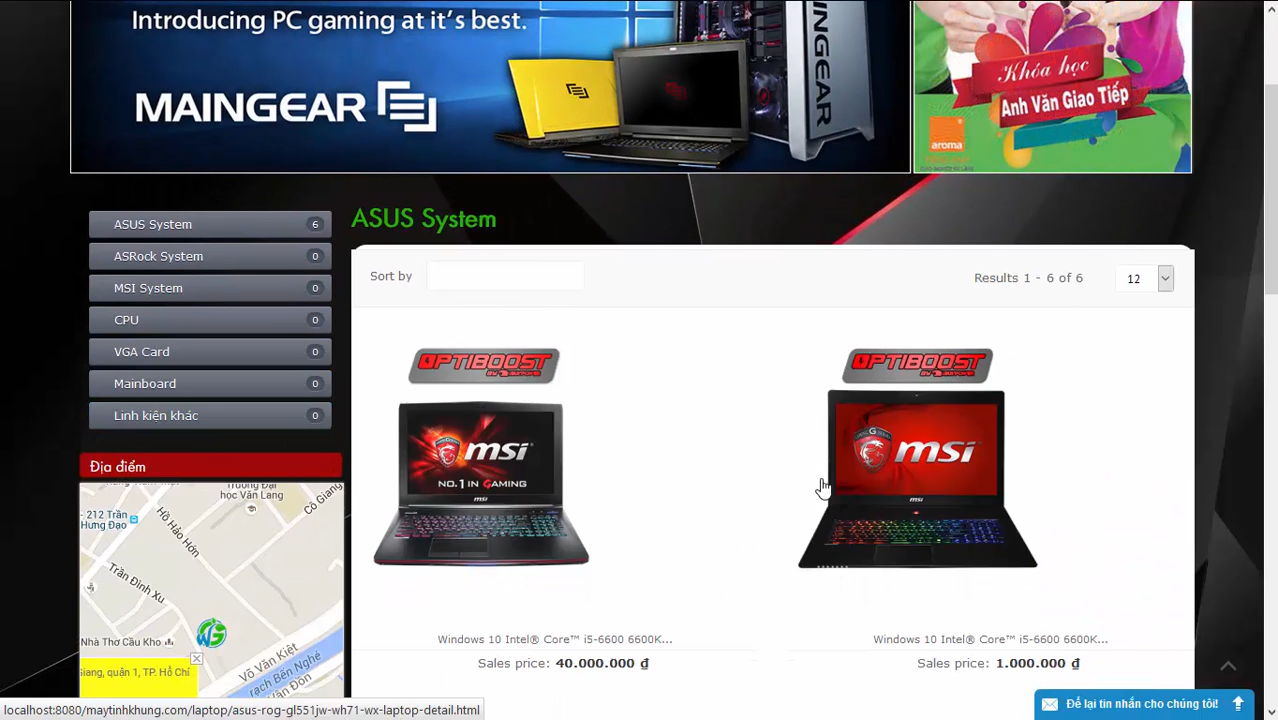 Introducing PC gaming at it's best.
MAINGEAR
MAINGEAR
Khóa học
Anh Văn Giao Tiếp
aroma
ASUS System 6
ASRock System 0
MSI System 0
CPU 0
VGA Card 0
Mainboard 0
Linh kiện khác 0
Địa điểm
ASUS System
Sort by
Results 1 - 6 of 6
12
OPTIBOOST
OPTIBOOST
msi
NO.1 IN GAMING
msi
msi
msi
Windows 10 Intel® Core™ i5-6600 6600K...
Sales price: 40.000.000 ₫
Windows 10 Intel® Core™ i5-6600 6600K...
Sales price: 1.000.000 ₫
Trường Đại
học Văn Lang
Cô Giang
212 Trần
Hưng Đạo
Hồ Hảo Hớn
Trần Đình Xu
Nhà Thờ Cầu Kho
Võ Văn Kiệt
rạch Bến Nghé
Giang, quận 1, TP. Hồ Chí
Để lại tin nhắn cho chúng tôi!
localhost:8080/maytinhkhung.com/laptop/asus-rog-gl551jw-wh71-wx-laptop-detail.html